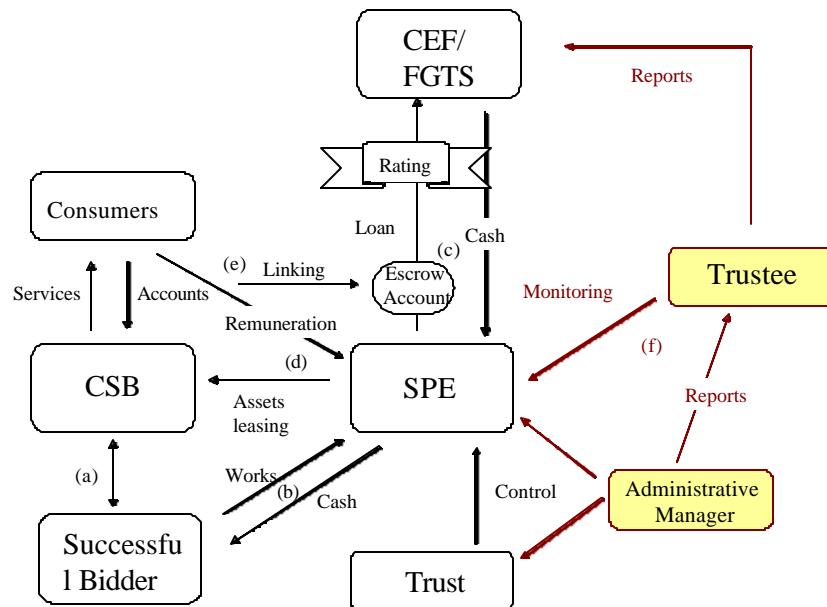 CEF/
FGTS
Reports
Rating
Consumers
Loan
(c)
Cash
(e)
Linking
Escrow
Account
Services
Accounts
Trustee
Monitoring
Remuneration
(f)
(d)
CSB
SPE
Assets
leasing
Reports
(a)
Works
(b)
Cash
Control
Administrative
Manager
Successfu
l Bidder
Trust